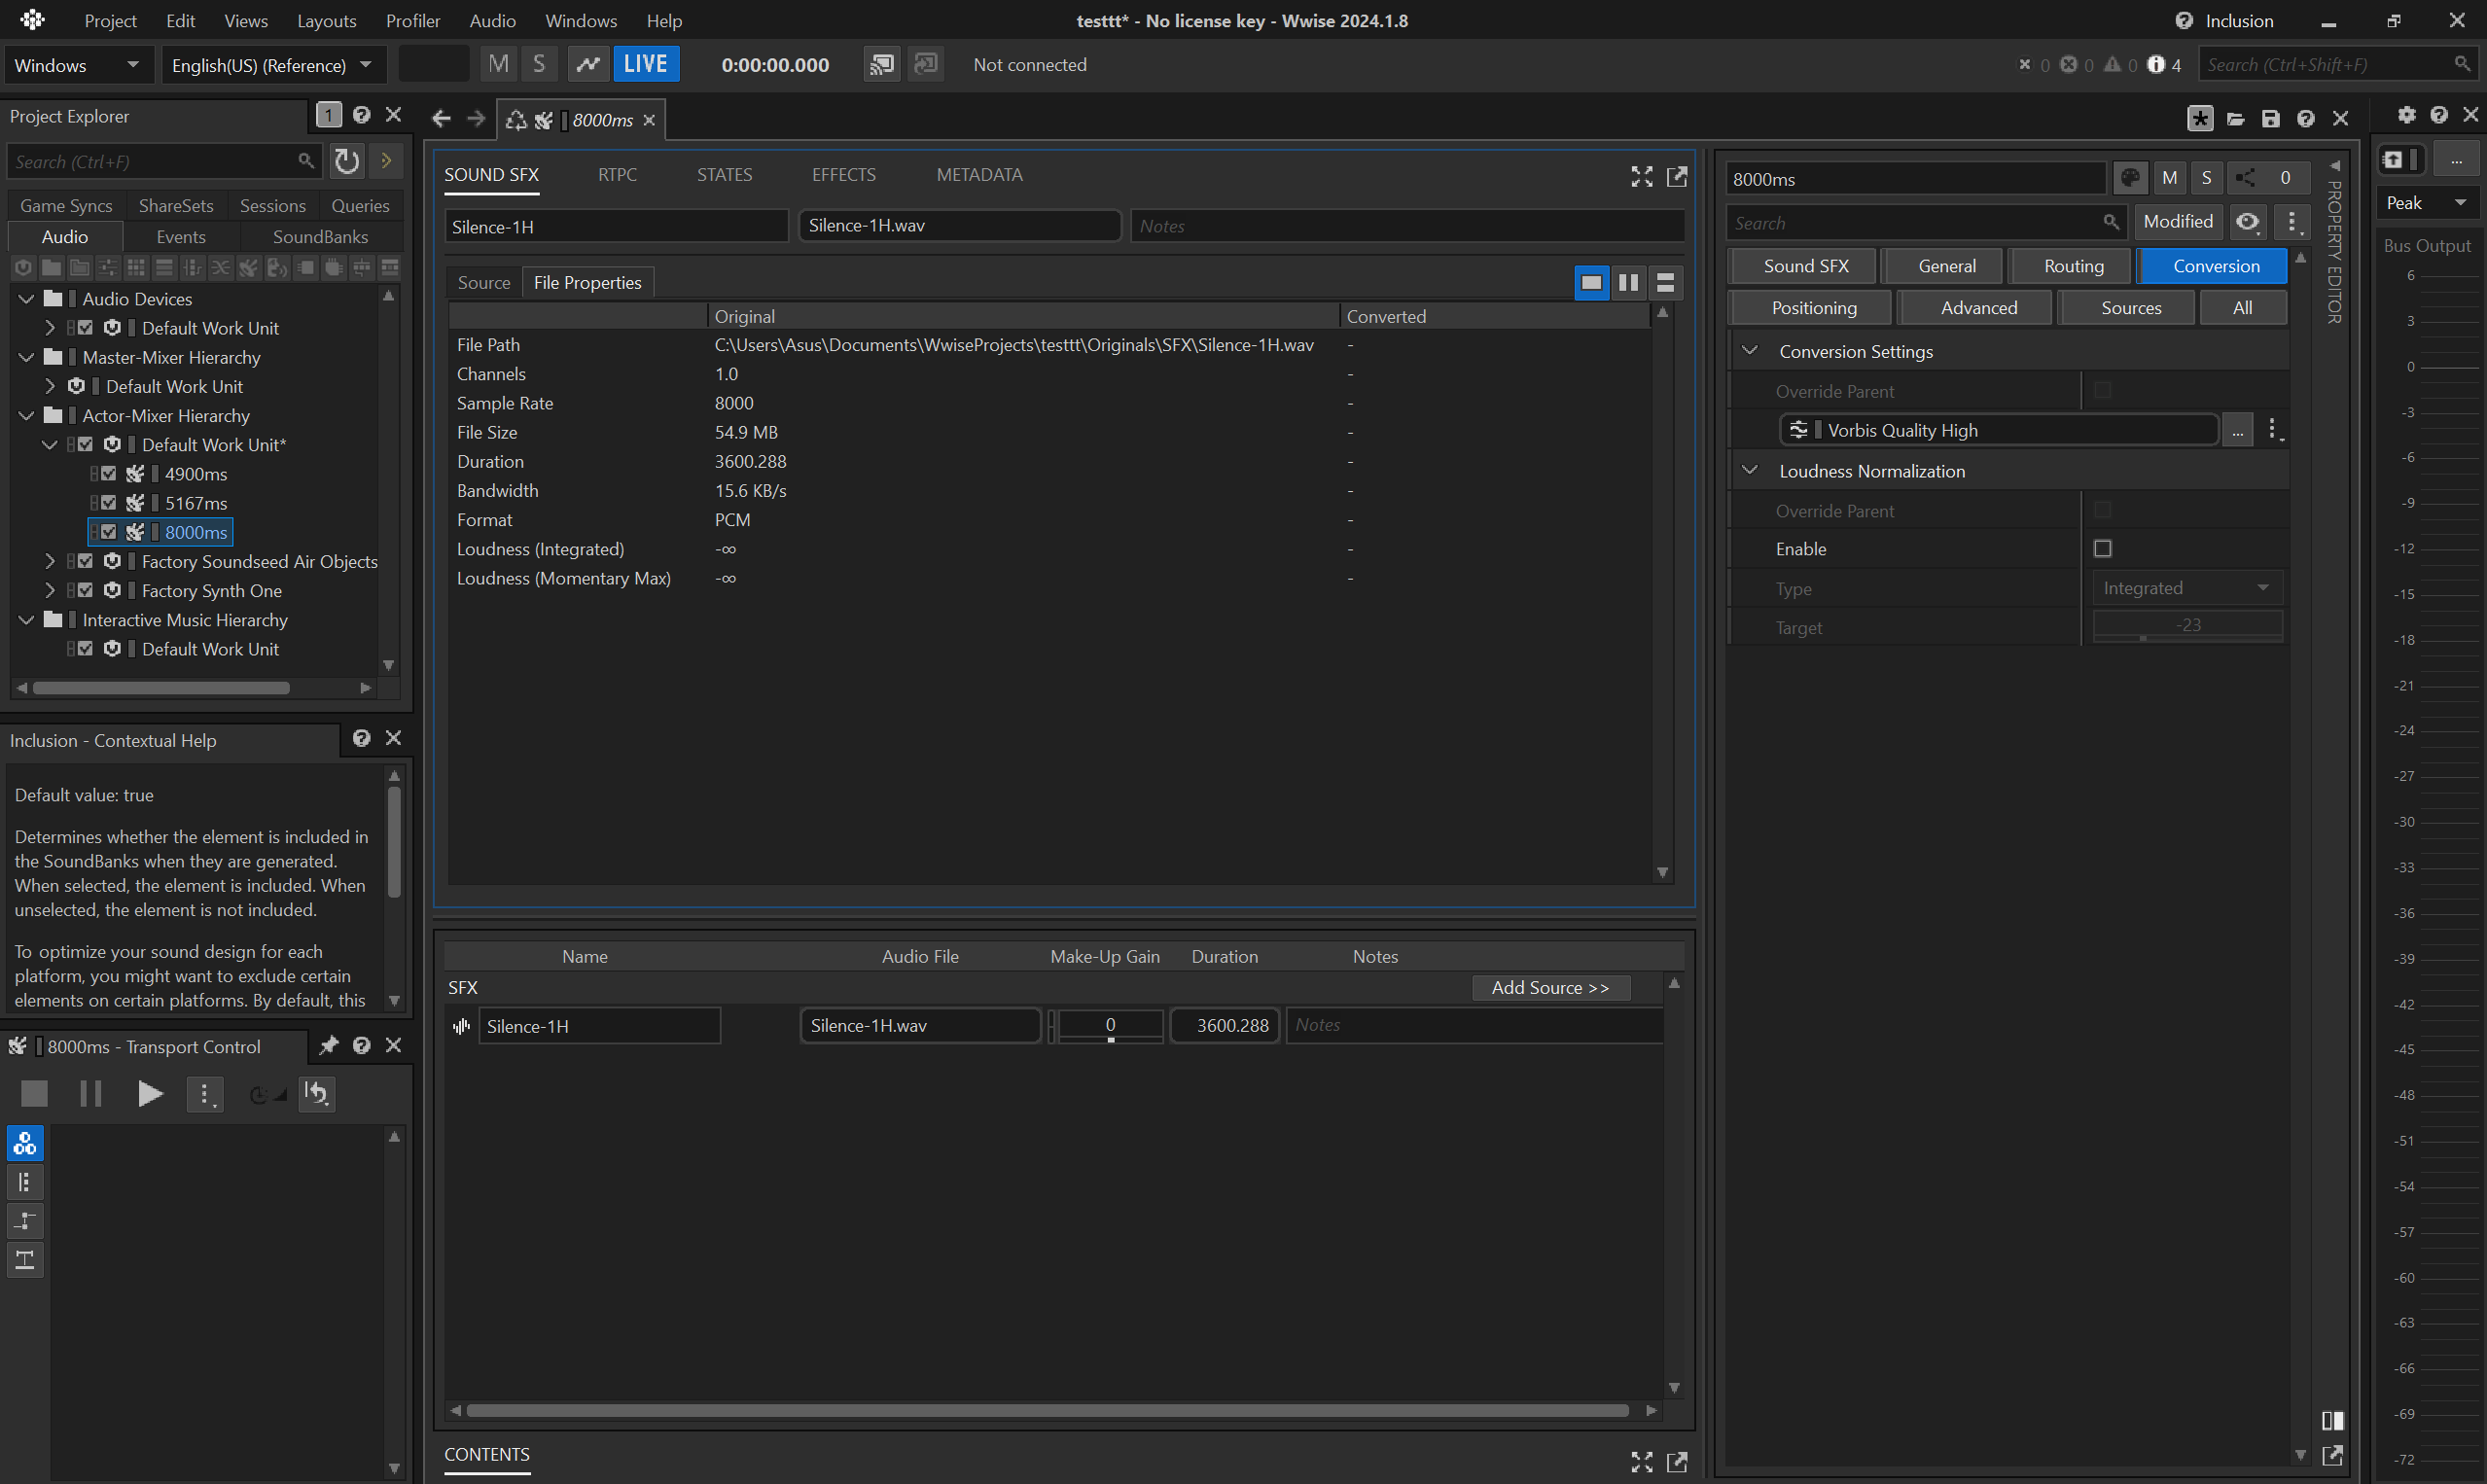 Project Edit Views Layouts Profiler Audio Windows Help
testtt* - No license key - Wwise 2024.1.8
Inclusion
Windows
English(US) (Reference)
M S
LIVE
0:00:00.000
Not connected
0 0 0 4
Search (Ctrl+Shift+F)
Project Explorer
1
Search (Ctrl+F)
Game Syncs ShareSets Sessions Queries
Audio Events SoundBanks
Audio Devices
Default Work Unit
Master-Mixer Hierarchy
Default Work Unit
Actor-Mixer Hierarchy
Default Work Unit*
4900ms
5167ms
8000ms
Factory Soundseed Air Objects
Factory Synth One
Interactive Music Hierarchy
Default Work Unit
Inclusion - Contextual Help
Default value: true
Determines whether the element is included in
the SoundBanks when they are generated.
When selected, the element is included. When
unselected, the element is not included.
To optimize your sound design for each
platform, you might want to exclude certain
elements on certain platforms. By default, this
8000ms - Transport Control
8000ms
SOUND SFX RTPC STATES EFFECTS METADATA
Silence-1H
Silence-1H.wav
Notes
Source File Properties
Original Converted
File Path C:\Users\Asus\Documents\WwiseProjects\testtt\Originals\SFX\Silence-1H.wav -
Channels 1.0 -
Sample Rate 8000 -
File Size 54.9 MB -
Duration 3600.288 -
Bandwidth 15.6 KB/s -
Format PCM -
Loudness (Integrated) -∞ -
Loudness (Momentary Max) -∞ -
Name Audio File Make-Up Gain Duration Notes
SFX
Add Source >>
Silence-1H Silence-1H.wav 0 3600.288 Notes
CONTENTS
8000ms
M S 0
Search
Modified
Sound SFX General Routing Conversion
Positioning Advanced Sources All
Conversion Settings
Override Parent
Vorbis Quality High
...
Loudness Normalization
Override Parent
Enable
Type Integrated
Target -23
PROPERTY EDITOR
...
Peak
Bus Output
6
3
0
-3
-6
-9
-12
-15
-18
-21
-24
-27
-30
-33
-36
-39
-42
-45
-48
-51
-54
-57
-60
-63
-66
-69
-72